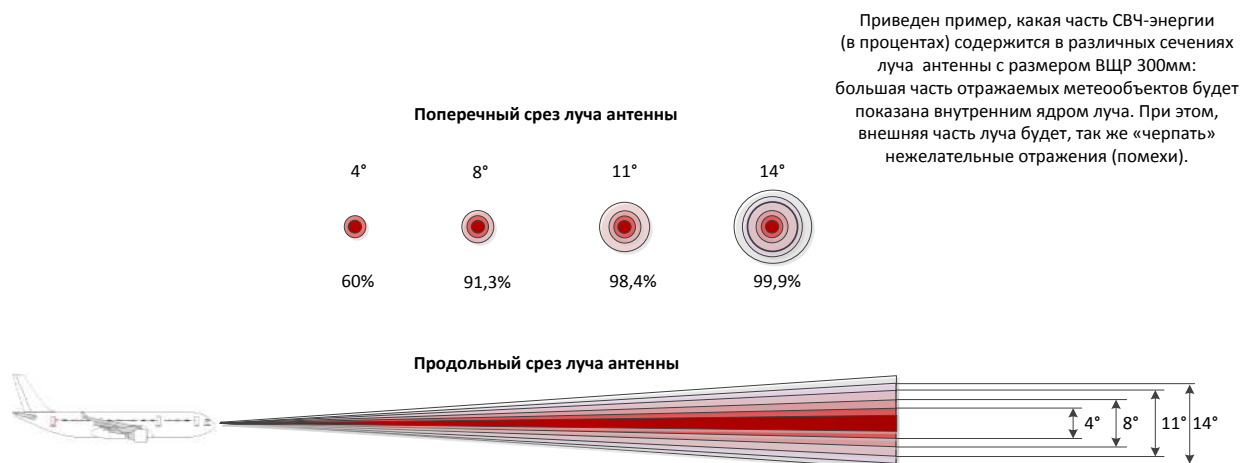 Приведен пример, какая часть СВЧ-энергии
(в процентах) содержится в различных сечениях
луча антенны с размером ВЩР 300мм:
большая часть отражаемых метеообъектов будет
показана внутренним ядром луча. При этом,
внешняя часть луча будет, так же «черпать»
нежелательные отражения (помехи).
Поперечный срез луча антенны
4° 8° 11° 14°
60% 91,3% 98,4% 99,9%
Продольный срез луча антенны
4° 8° 11° 14°